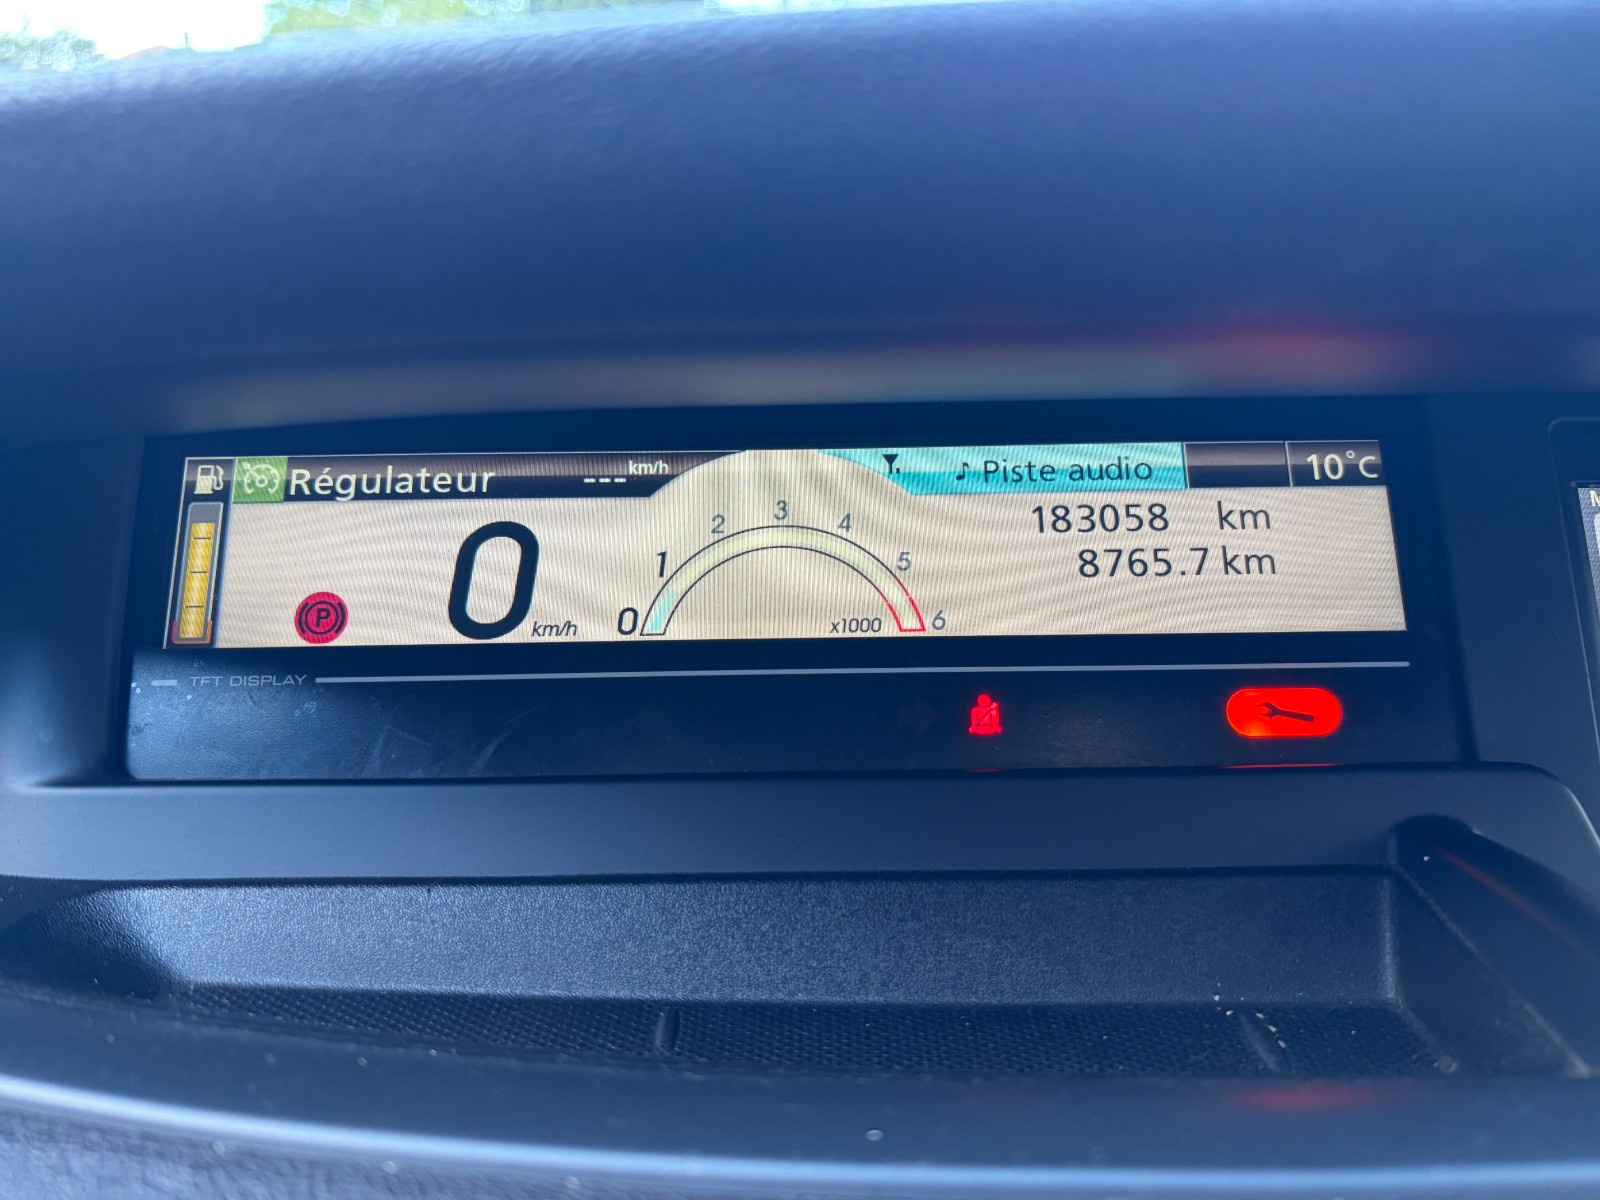 Régulateur --- km/h
♪ Piste audio
10°C
183058 km
8765.7 km
0 km/h
0 1 2 3 4 5 6
x1000
P
TFT DISPLAY
M